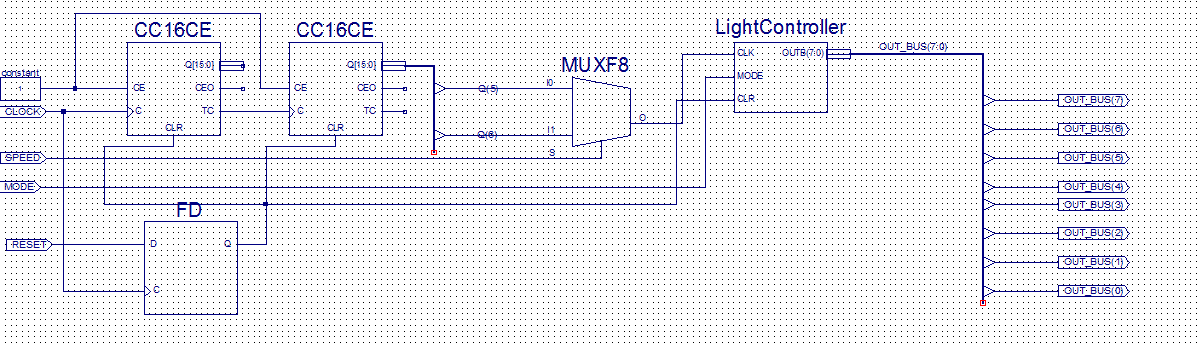 CC16CE
CC16CE
LightController
constant
1
CLOCK
SPEED
MODE
RESET
Q[15:0]
CE
CEO
C
TC
CLR
Q[15:0]
CE
CEO
C
TC
CLR
Q(5)
Q(6)
MUXF8
I0
I1
S
O
CLK
OUTB(7:0)
MODE
CLR
OUT_BUS(7:0)
OUT_BUS(7)
OUT_BUS(6)
OUT_BUS(5)
OUT_BUS(4)
OUT_BUS(3)
OUT_BUS(2)
OUT_BUS(1)
OUT_BUS(0)
FD
D
Q
C